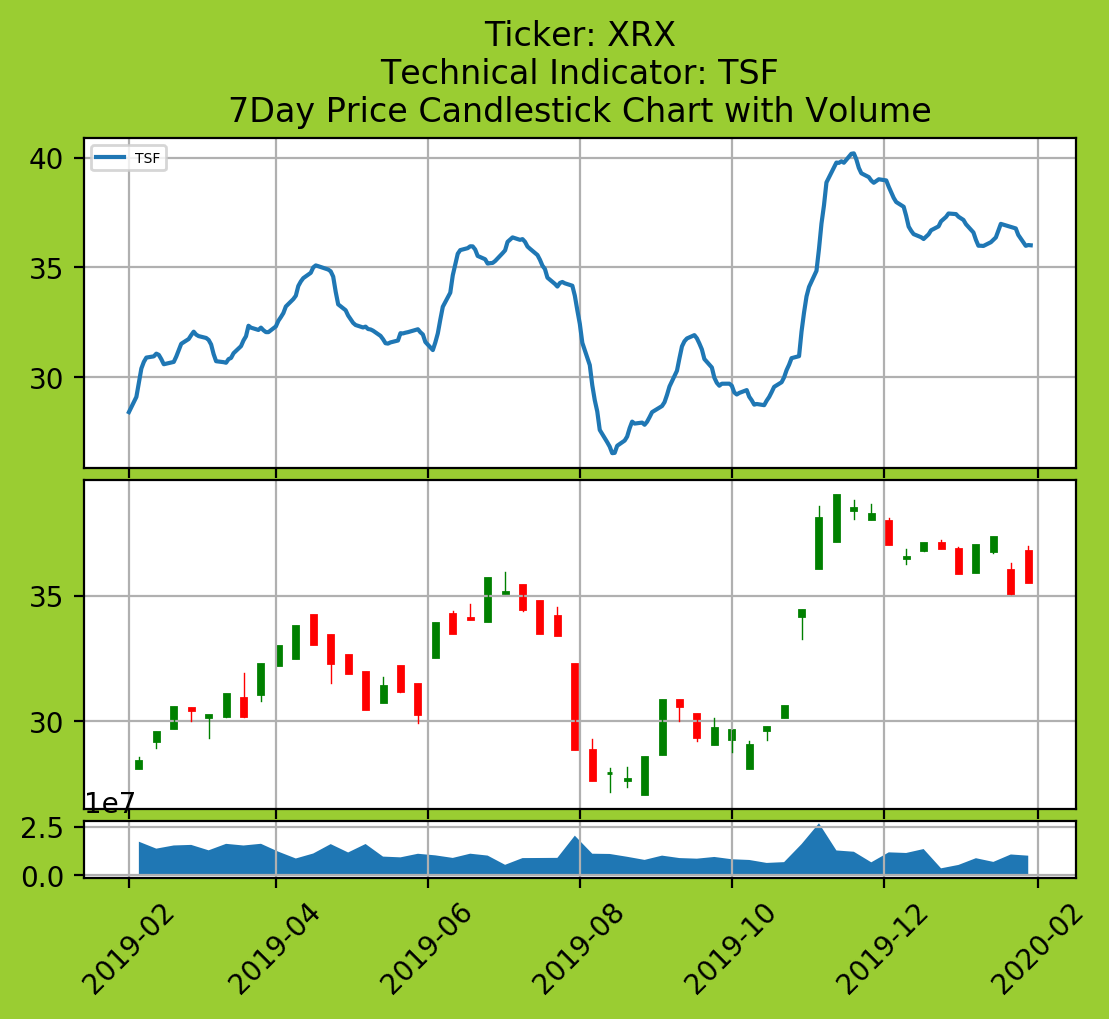 Ticker: XRX
Technical Indicator: TSF
7Day Price Candlestick Chart with Volume
TSF
40
35
30
35
30
1e7
2.5
0.0
2019-02
2019-04
2019-06
2019-08
2019-10
2019-12
2020-02